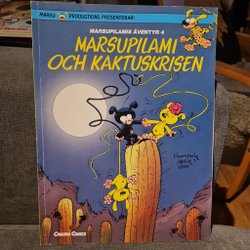 MARSU PRODUCTIONS PRESENTERAR:
MARSUPILAMIS ÄVENTYR 4
MARSUPILAMI
OCH KAKTUSKRISEN
CARLSEN COMICS